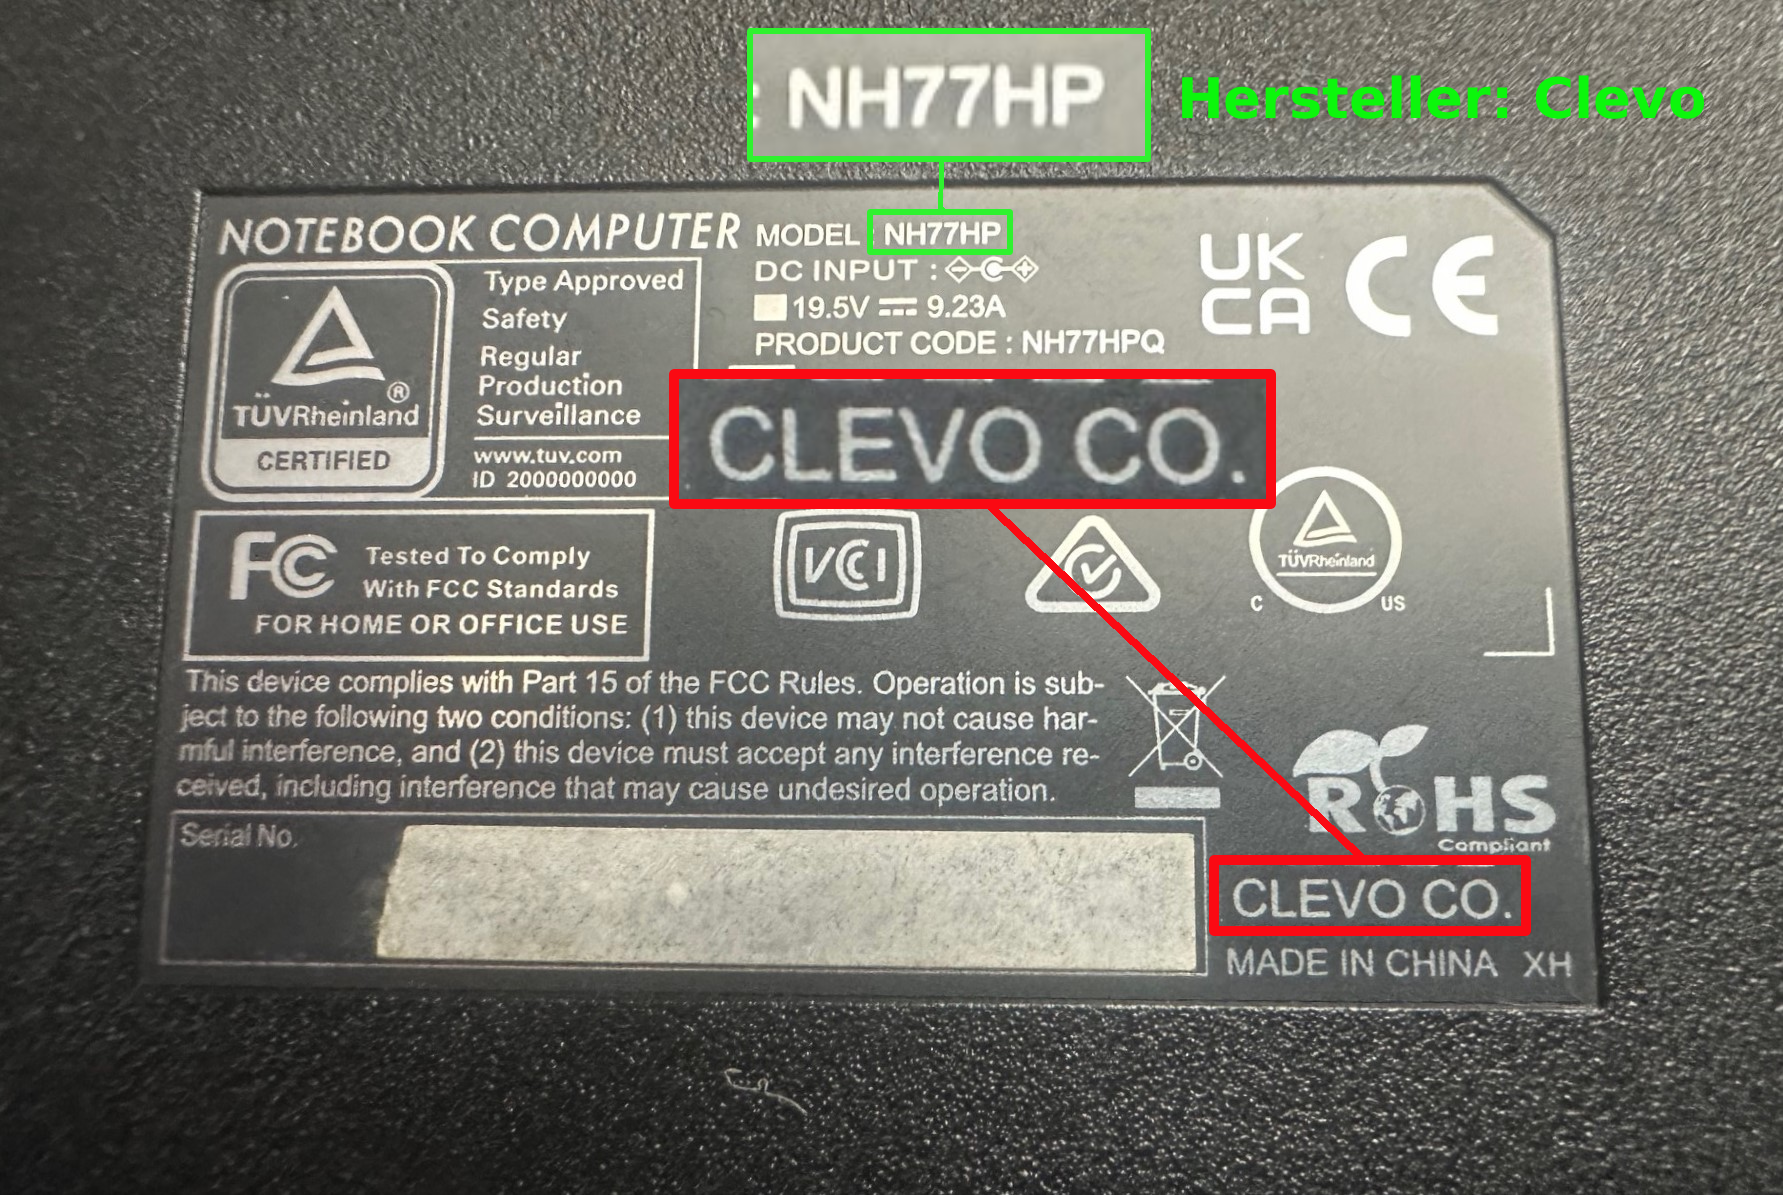 : NH77HP
Hersteller: Clevo
NOTEBOOK COMPUTER
MODEL : NH77HP
DC INPUT :
19.5V 9.23A
PRODUCT CODE : NH77HPQ
UK
CA
CE
Type Approved
Safety
Regular
Production
Surveillance
www.tuv.com
ID 2000000000
TÜVRheinland ®
CERTIFIED
CLEVO CO.
FC
Tested To Comply
With FCC Standards
FOR HOME OR OFFICE USE
VCCI
TÜVRheinland
C US
This device complies with Part 15 of the FCC Rules. Operation is sub-
ject to the following two conditions: (1) this device may not cause har-
mful interference, and (2) this device must accept any interference re-
ceived, including interference that may cause undesired operation.
RoHS
Compliant
Serial No.
CLEVO CO.
MADE IN CHINA XH